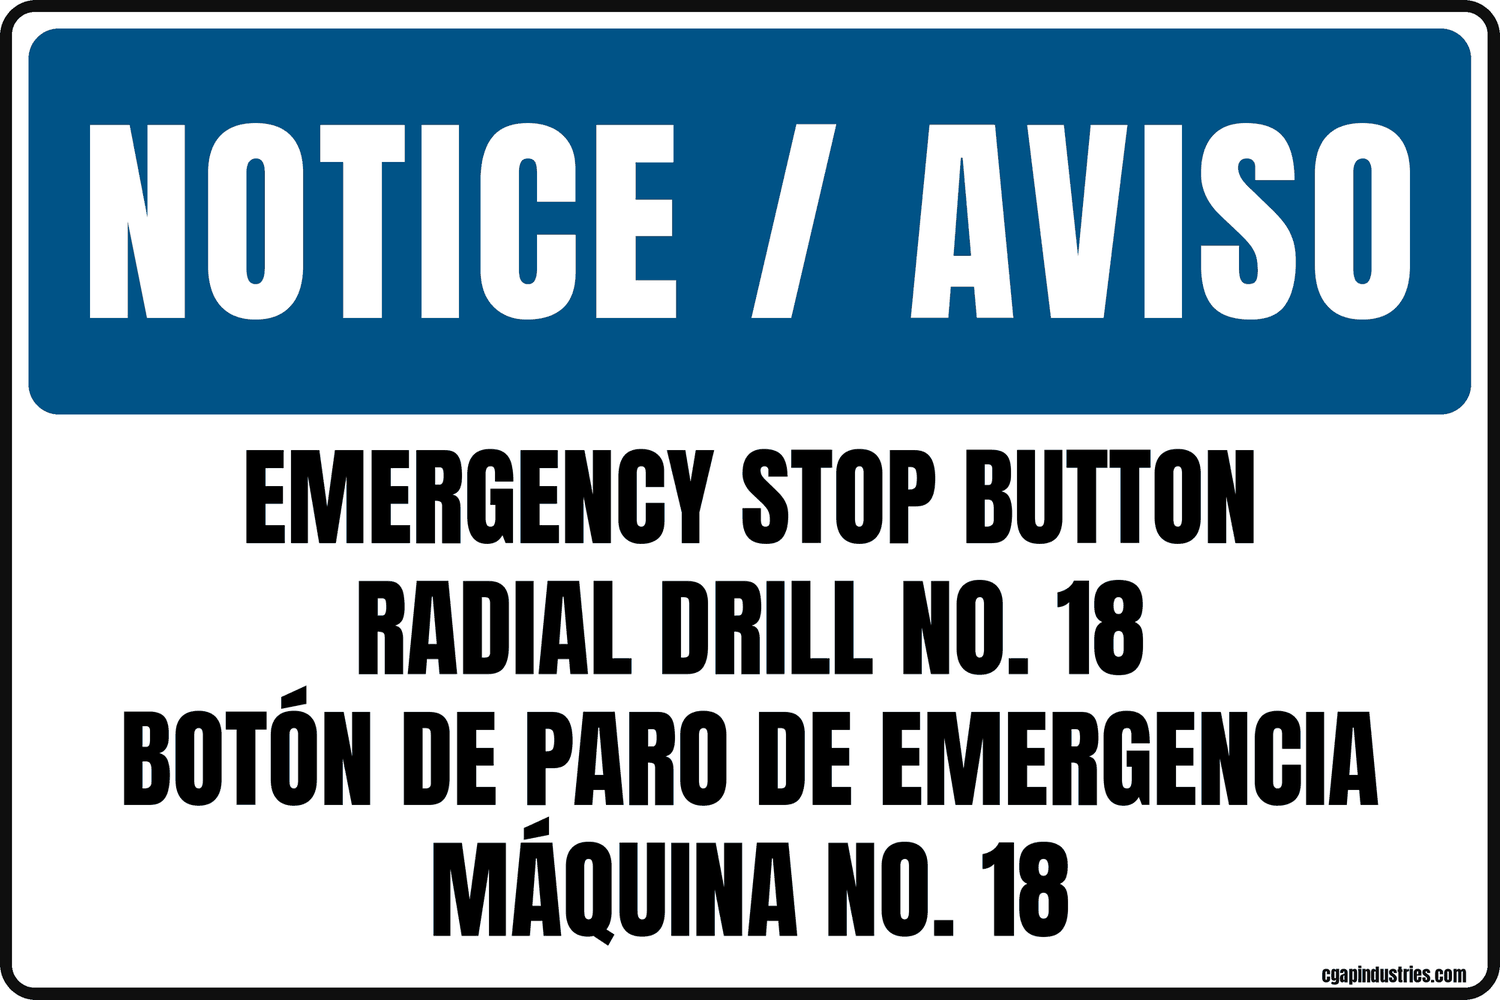 NOTICE / AVISO
EMERGENCY STOP BUTTON
RADIAL DRILL NO. 18
BOTÓN DE PARO DE EMERGENCIA
MÁQUINA NO. 18
cgapindustries.com